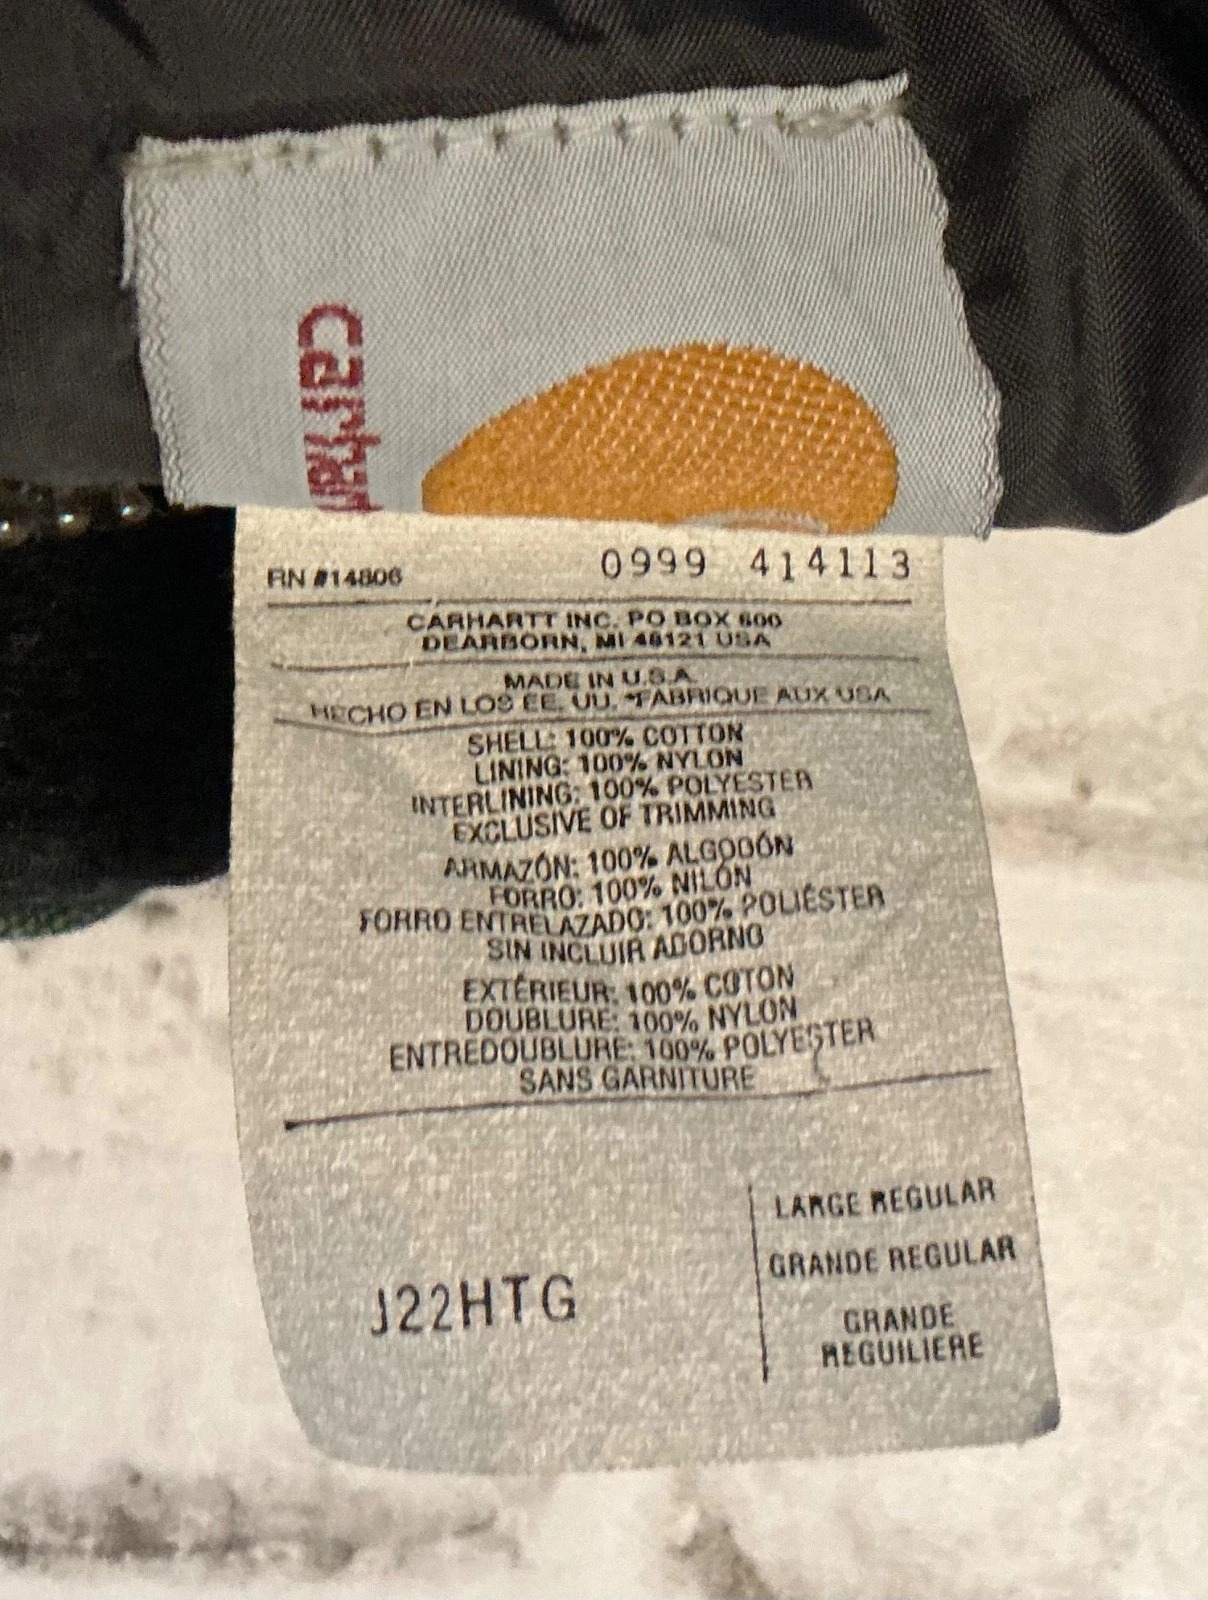 carhar
RN #14806
0999 414113
CARHARTT INC. PO BOX 600
DEARBORN, MI 48121 USA
MADE IN U.S.A
HECHO EN LOS EE. UU. *FABRIQUE AUX USA
SHELL: 100% COTTON
LINING: 100% NYLON
INTERLINING: 100% POLYESTER
EXCLUSIVE OF TRIMMING
ARMAZÓN: 100% ALGODÓN
FORRO: 100% NILÓN
FORRO ENTRELAZADO: 100% POLIÉSTER
SIN INCLUIR ADORNO
EXTÉRIEUR: 100% COTON
DOUBLURE: 100% NYLON
ENTREDOUBLURE: 100% POLYESTER
SANS GARNITURE
J22HTG
LARGE REGULAR
GRANDE REGULAR
GRANDE
REGUILIERE